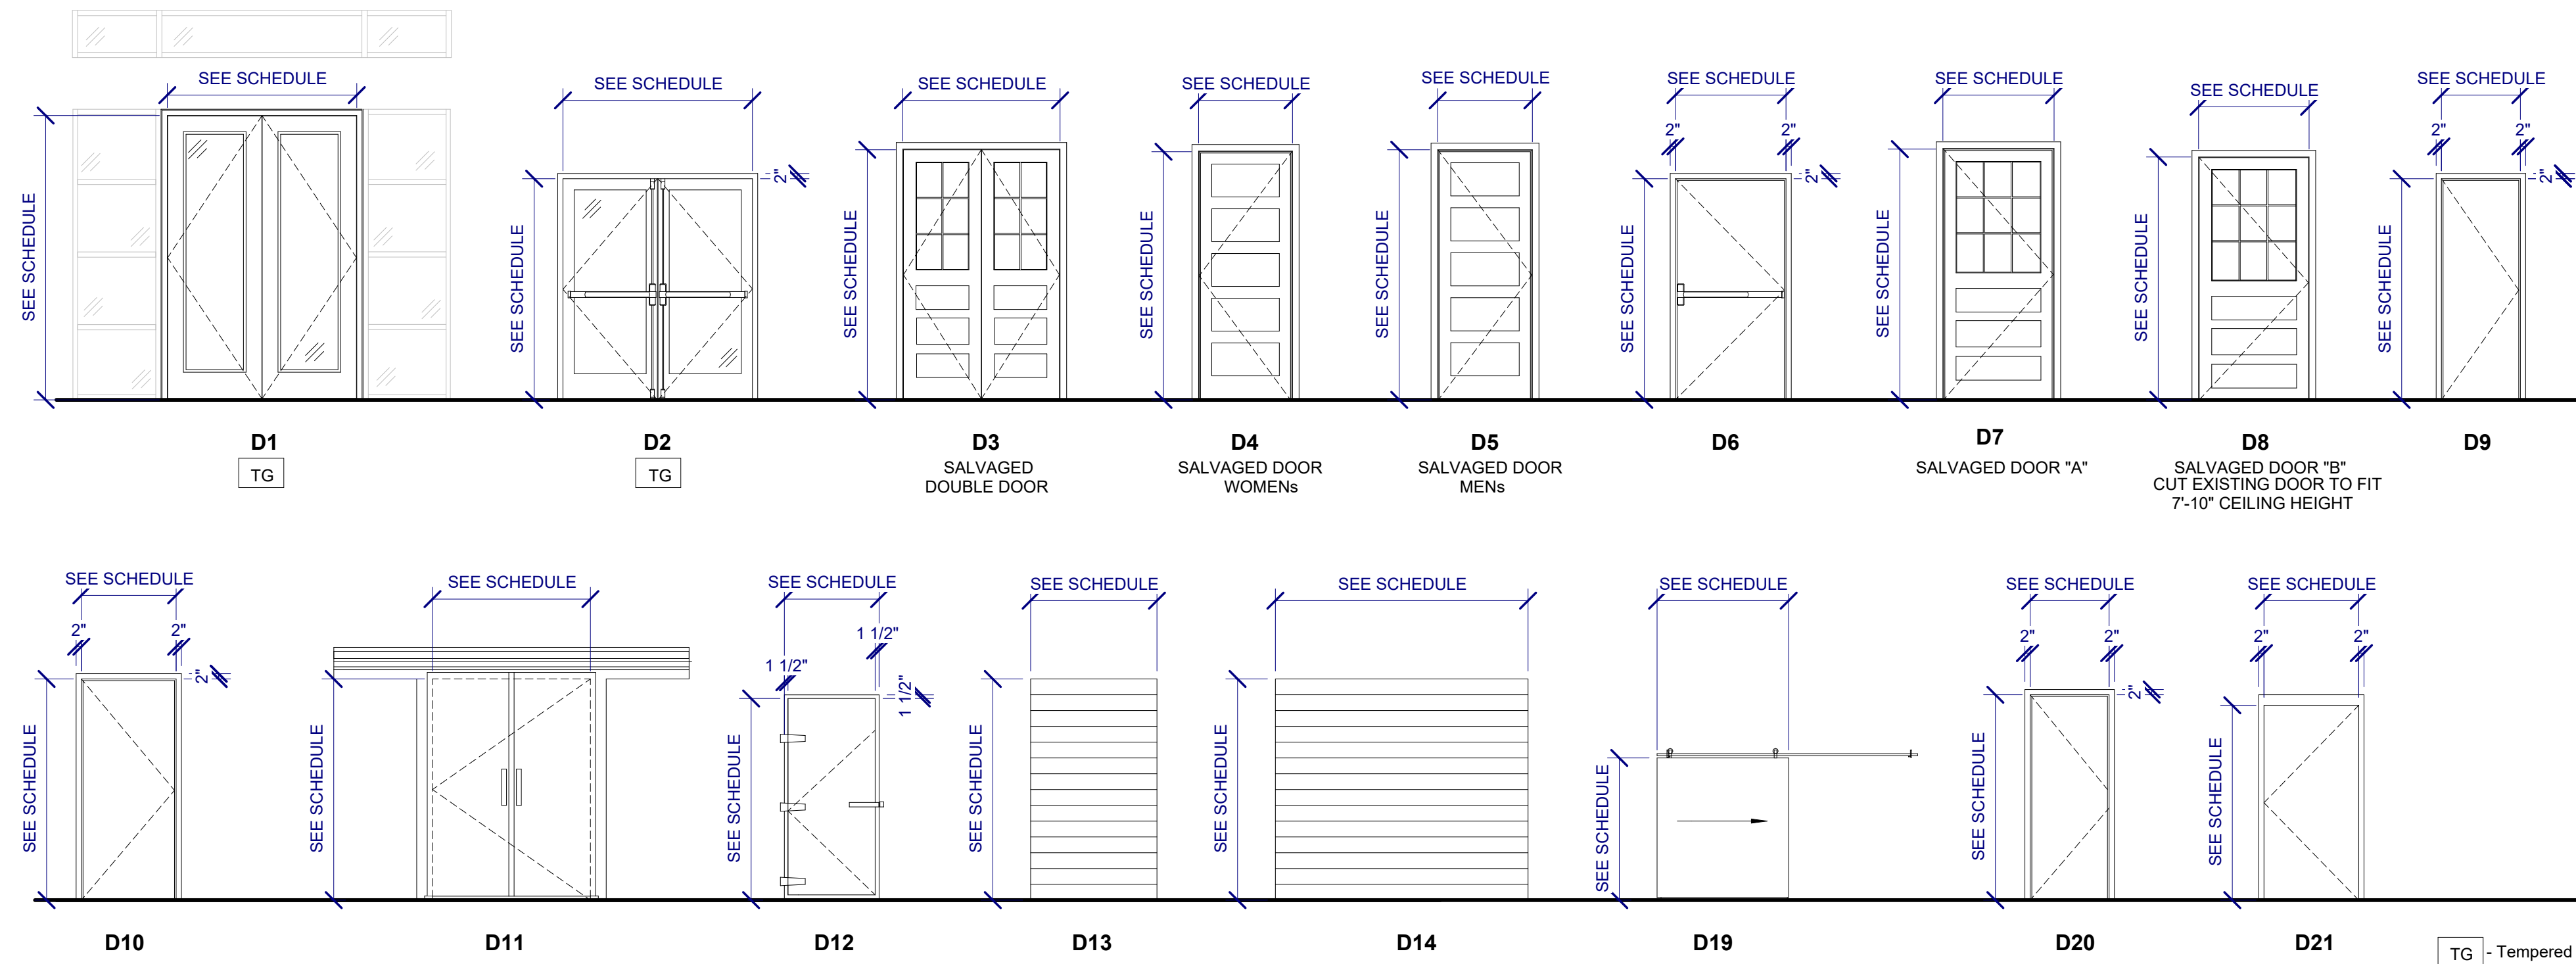 SEE SCHEDULE
SEE SCHEDULE
D1
TG
SEE SCHEDULE
SEE SCHEDULE
2"
D2
TG
SEE SCHEDULE
SEE SCHEDULE
D3
SALVAGED
DOUBLE DOOR
SEE SCHEDULE
SEE SCHEDULE
D4
SALVAGED DOOR
WOMENs
SEE SCHEDULE
SEE SCHEDULE
D5
SALVAGED DOOR
MENs
SEE SCHEDULE
2"
2"
2"
SEE SCHEDULE
D6
SEE SCHEDULE
SEE SCHEDULE
D7
SALVAGED DOOR "A"
SEE SCHEDULE
SEE SCHEDULE
D8
SALVAGED DOOR "B"
CUT EXISTING DOOR TO FIT
7'-10" CEILING HEIGHT
SEE SCHEDULE
2"
2"
2"
SEE SCHEDULE
D9
SEE SCHEDULE
2"
2"
2"
SEE SCHEDULE
D10
SEE SCHEDULE
SEE SCHEDULE
D11
SEE SCHEDULE
1 1/2"
1 1/2"
1 1/2"
SEE SCHEDULE
D12
SEE SCHEDULE
SEE SCHEDULE
D13
SEE SCHEDULE
SEE SCHEDULE
D14
SEE SCHEDULE
SEE SCHEDULE
D19
SEE SCHEDULE
2"
2"
2"
SEE SCHEDULE
D20
SEE SCHEDULE
2"
2"
SEE SCHEDULE
D21
TG - Tempered